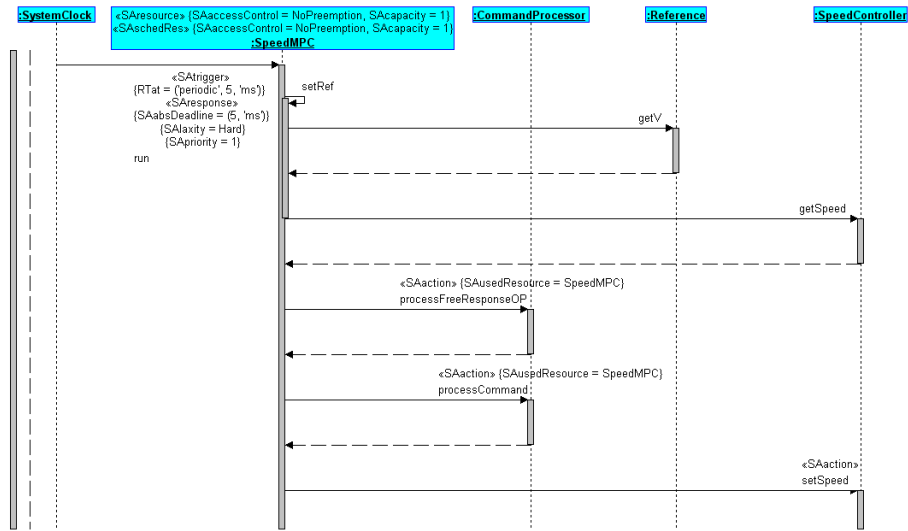 :SystemClock
«SAresource» {SAaccessControl = NoPreemption, SAcapacity = 1}
«SAschedRes» {SAaccessControl = NoPreemption, SAcapacity = 1}
:SpeedMPC
:CommandProcessor
:Reference
:SpeedController
«SAtrigger»
{RTat = ('periodic', 5, 'ms')}
«SAresponse»
{SAabsDeadline = (5, 'ms')}
{SAlaxity = Hard}
{SApriority = 1}
run
setRef
getV
getSpeed
«SAaction» {SAusedResource = SpeedMPC}
processFreeResponseOP
«SAaction» {SAusedResource = SpeedMPC}
processCommand
«SAaction»
setSpeed